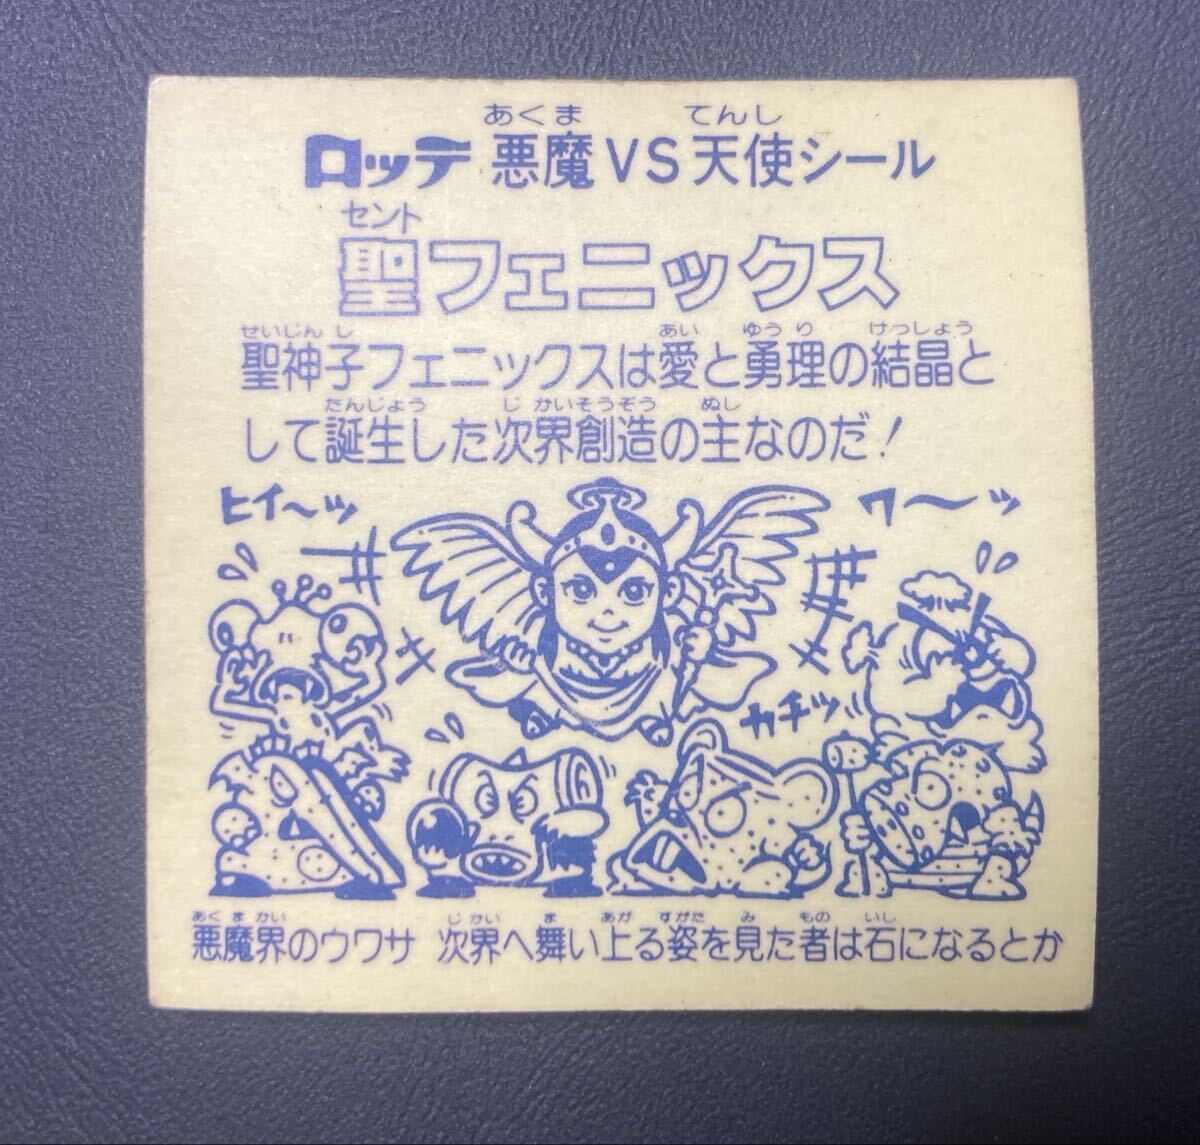 あくま てんし
ロッテ 悪魔VS天使シール
セント
聖フェニックス
せいじんし あい ゆうり けっしょう
聖神子フェニックスは愛と勇理の結晶と
たんじょう じかいそうぞう ぬし
して誕生した次界創造の主なのだ!
ヒイ〜ッ
ワ〜ッ
カチッ
あくまかい じかい ま あが すがた み もの いし
悪魔界のウワサ 次界へ舞い上る姿を見た者は石になるとか